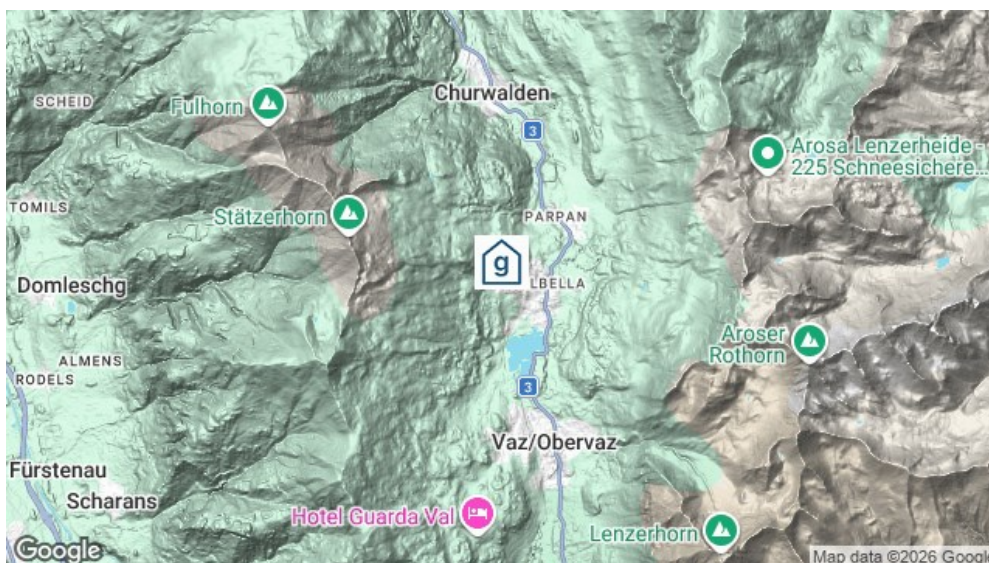 Churwalden
SCHEID
Fulhorn
3
Arosa Lenzerheide -
225 Schneesichere...
TOMILS
Stätzerhorn
PARPAN
g
Domleschg
LBELLA
Aroser
Rothorn
ALMENS
RODELS
3
Vaz/Obervaz
Fürstenau
Scharans
Hotel Guarda Val
Lenzerhorn
Google
Map data ©2026 Google